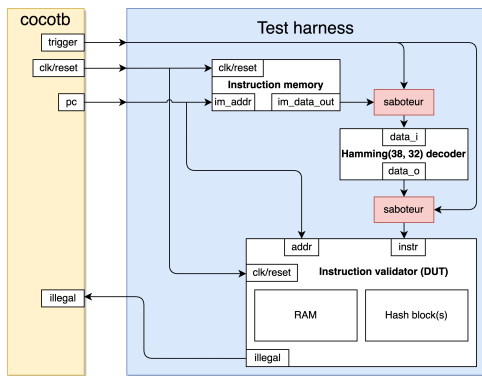 cocotb
Test harness
trigger
clk/reset
clk/reset
Instruction memory
pc
im_addr
im_data_out
saboteur
data_i
Hamming(38, 32) decoder
data_o
saboteur
addr
instr
clk/reset
Instruction validator (DUT)
illegal
RAM
Hash block(s)
illegal